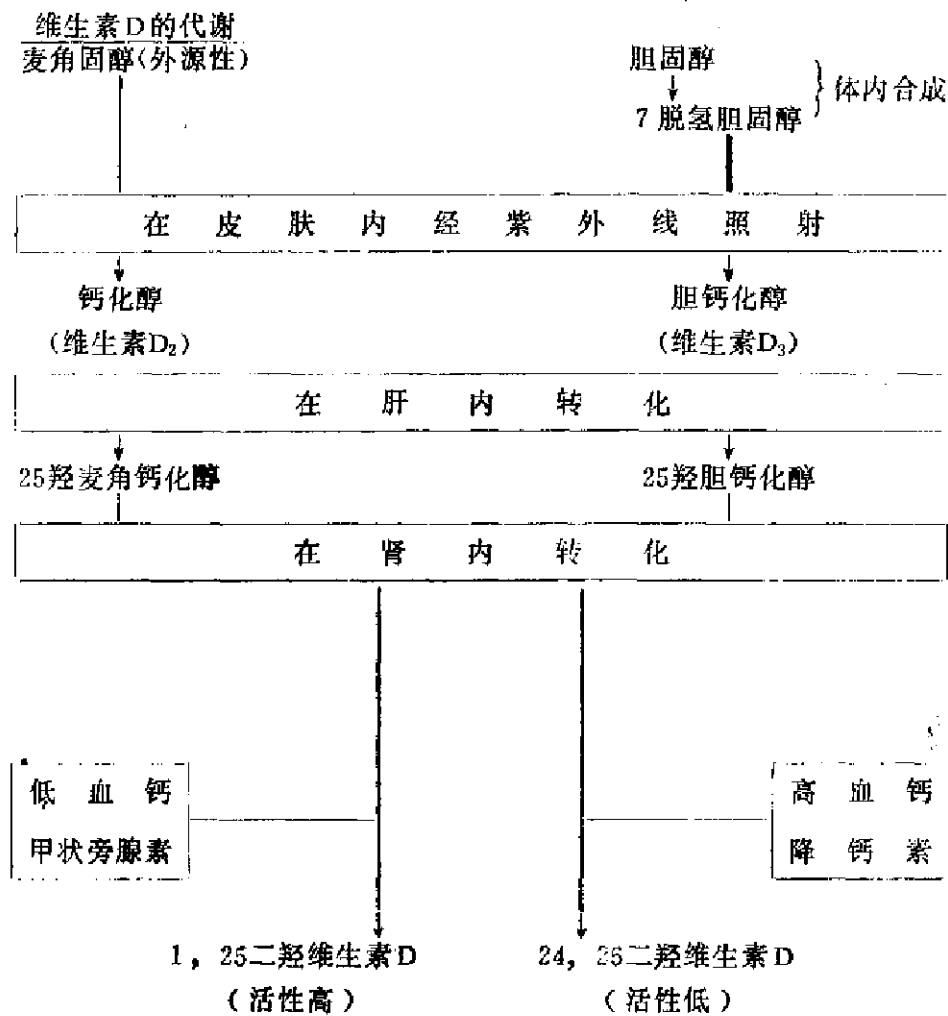 维生素D的代谢
麦角固醇(外源性)
胆固醇
7脱氢胆固醇
体内合成
在皮肤内经紫外线照射
钙化醇
(维生素D₂)
胆钙化醇
(维生素D₃)
在肝内转化
25羟麦角钙化醇
25羟胆钙化醇
在肾内转化
低血钙
甲状旁腺素
高血钙
降钙素
1,25二羟维生素D
(活性高)
24,25二羟维生素D
(活性低)